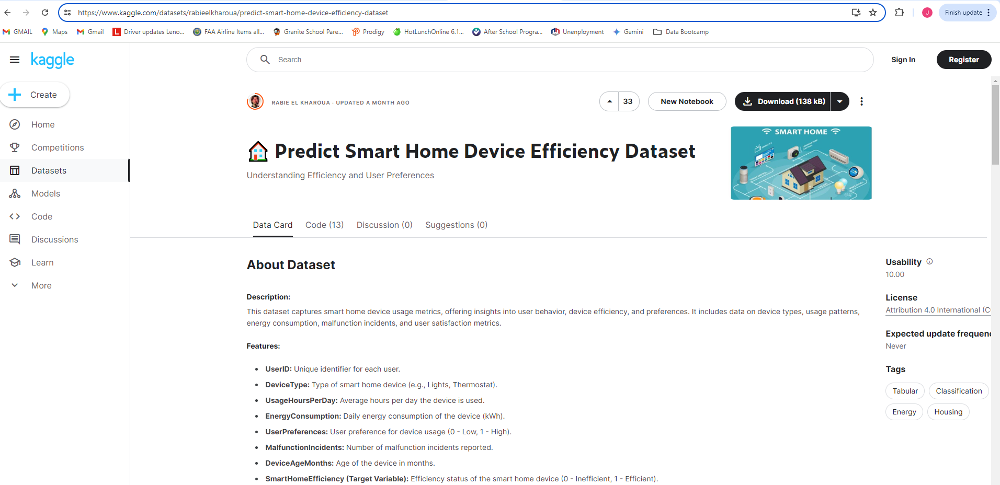 https://www.kaggle.com/datasets/rabieelkharoua/predict-smart-home-device-efficiency-dataset
J
Finish update
GMAIL
Maps
Gmail
L
Driver updates Leno...
FAA Airline Items all...
Granite School Pare...
Prodigy
HotLunchOnline 6.1...
After School Progra...
Unenployment
Gemini
Data Bootcamp
kaggle
Search
Sign In
Register
Create
Home
Competitions
Datasets
Models
Code
Discussions
Learn
More
RABIE EL KHAROUA · UPDATED A MONTH AGO
33
New Notebook
Download (138 kB)
Predict Smart Home Device Efficiency Dataset
Understanding Efficiency and User Preferences
SMART HOME
Data Card
Code (13)
Discussion (0)
Suggestions (0)
About Dataset
Description:
This dataset captures smart home device usage metrics, offering insights into user behavior, device efficiency, and preferences. It includes data on device types, usage patterns,
energy consumption, malfunction incidents, and user satisfaction metrics.
Features:
• UserID: Unique identifier for each user.
• DeviceType: Type of smart home device (e.g., Lights, Thermostat).
• UsageHoursPerDay: Average hours per day the device is used.
• EnergyConsumption: Daily energy consumption of the device (kWh).
• UserPreferences: User preference for device usage (0 - Low, 1 - High).
• MalfunctionIncidents: Number of malfunction incidents reported.
• DeviceAgeMonths: Age of the device in months.
• SmartHomeEfficiency (Target Variable): Efficiency status of the smart home device (0 - Inefficient, 1 - Efficient).
Usability
10.00
License
Attribution 4.0 International (C
Expected update frequen
Never
Tags
Tabular
Classification
Energy
Housing